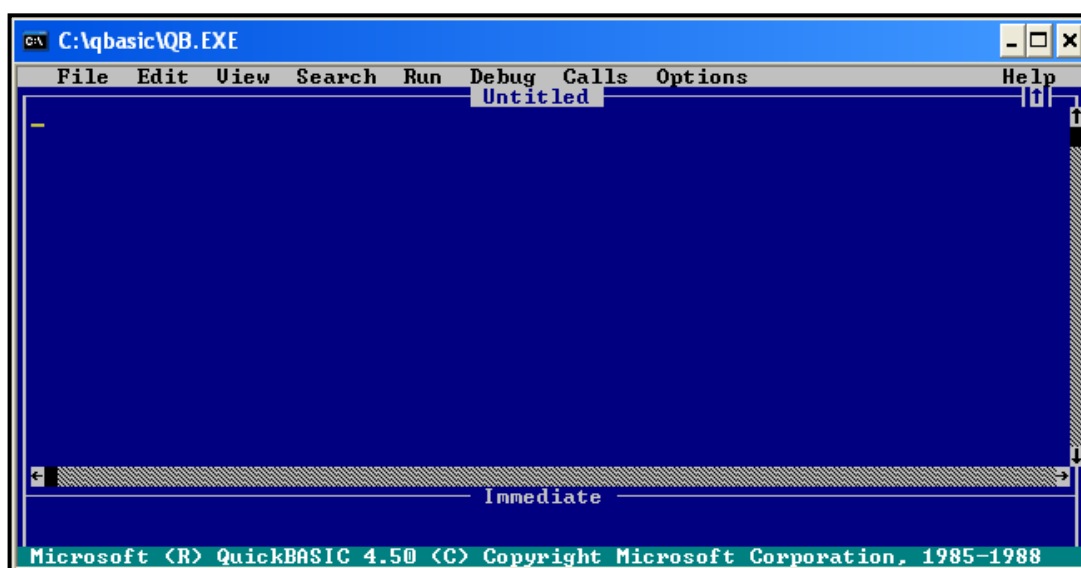 C:\qbasic\QB.EXE
File Edit View Search Run Debug Calls Options Help
Untitled
Immediate
Microsoft (R) QuickBASIC 4.50 (C) Copyright Microsoft Corporation, 1985-1988